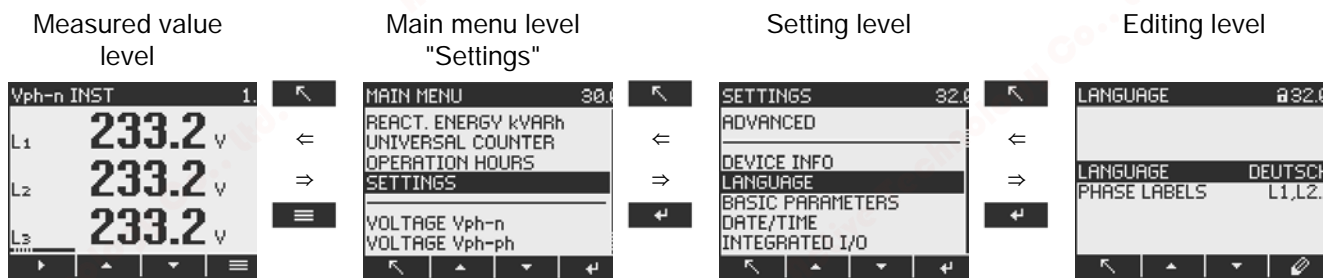 Measured value
level
Vph-n INST 1.
L1 233.2 V
L2 233.2 V
L3 233.2 V
Main menu level
"Settings"
MAIN MENU 30.0
REACT. ENERGY kVARh
UNIVERSAL COUNTER
OPERATION HOURS
SETTINGS
VOLTAGE Vph-n
VOLTAGE Vph-ph
Setting level
SETTINGS 32.0
ADVANCED
DEVICE INFO
LANGUAGE
BASIC PARAMETERS
DATE/TIME
INTEGRATED I/O
Editing level
LANGUAGE 32.0
LANGUAGE DEUTSCH
PHASE LABELS L1,L2.